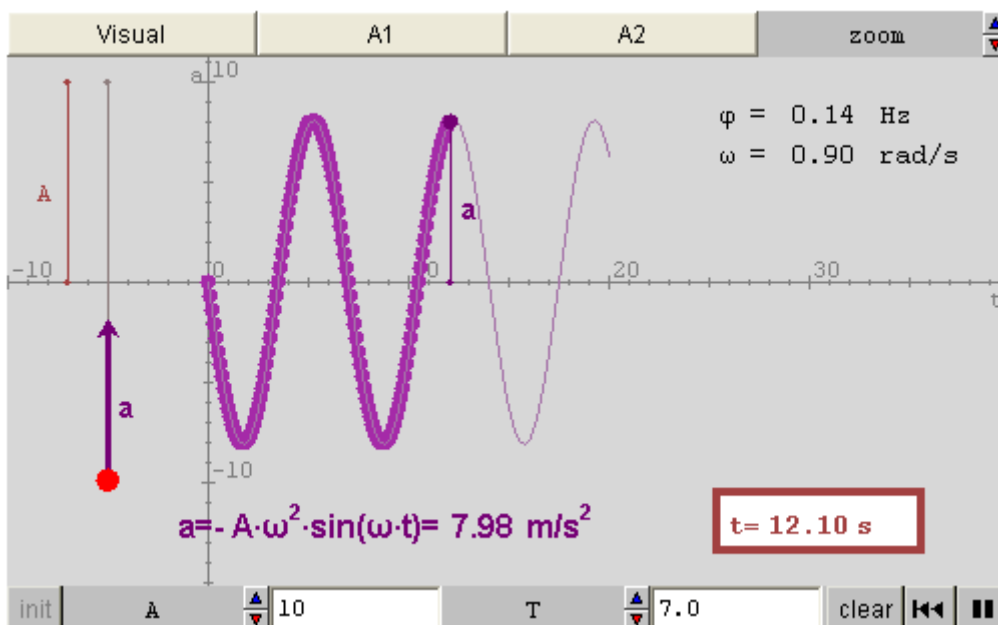 Visual A1 A2 zoom
a 10
φ = 0.14 Hz
ω = 0.90 rad/s
A
a
-10 0 10 20 30
t
a
-10
a=- A·ω²·sin(ω·t)= 7.98 m/s²
t= 12.10 s
init A 10 T 7.0 clear